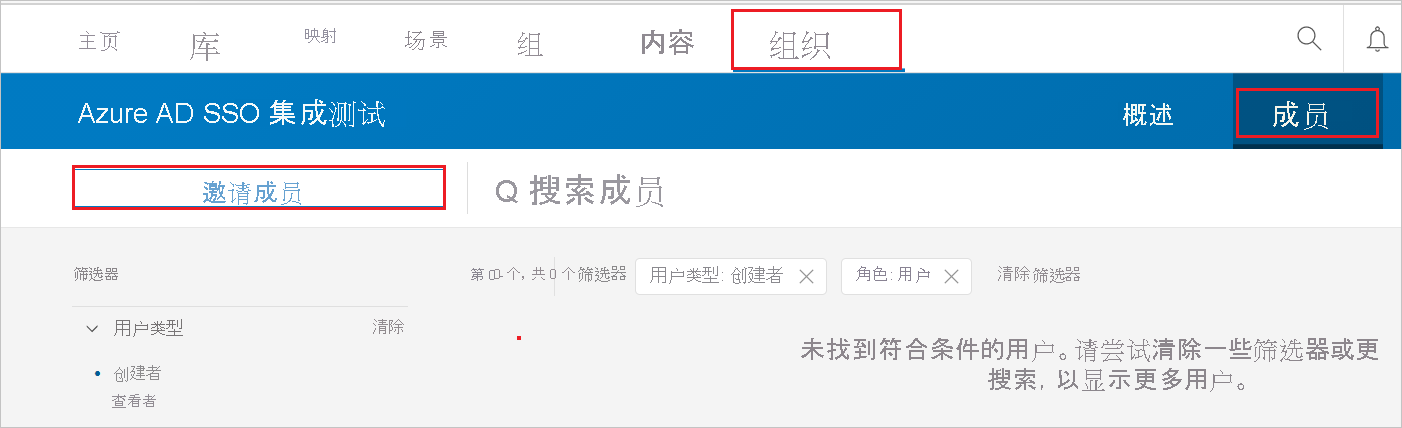 主页 库 映射 场景 组 内容 组织
Azure AD SSO 集成测试 概述 成员
邀请成员 Q 搜索成员
筛选器 个, 共 0 个筛选器 用户类型: 创建者 角色: 用户 清除筛选器
用户类型 清除
创建者
查看者
未找到符合条件的用户。请尝试清除一些筛选器或更
搜索, 以显示更多用户。